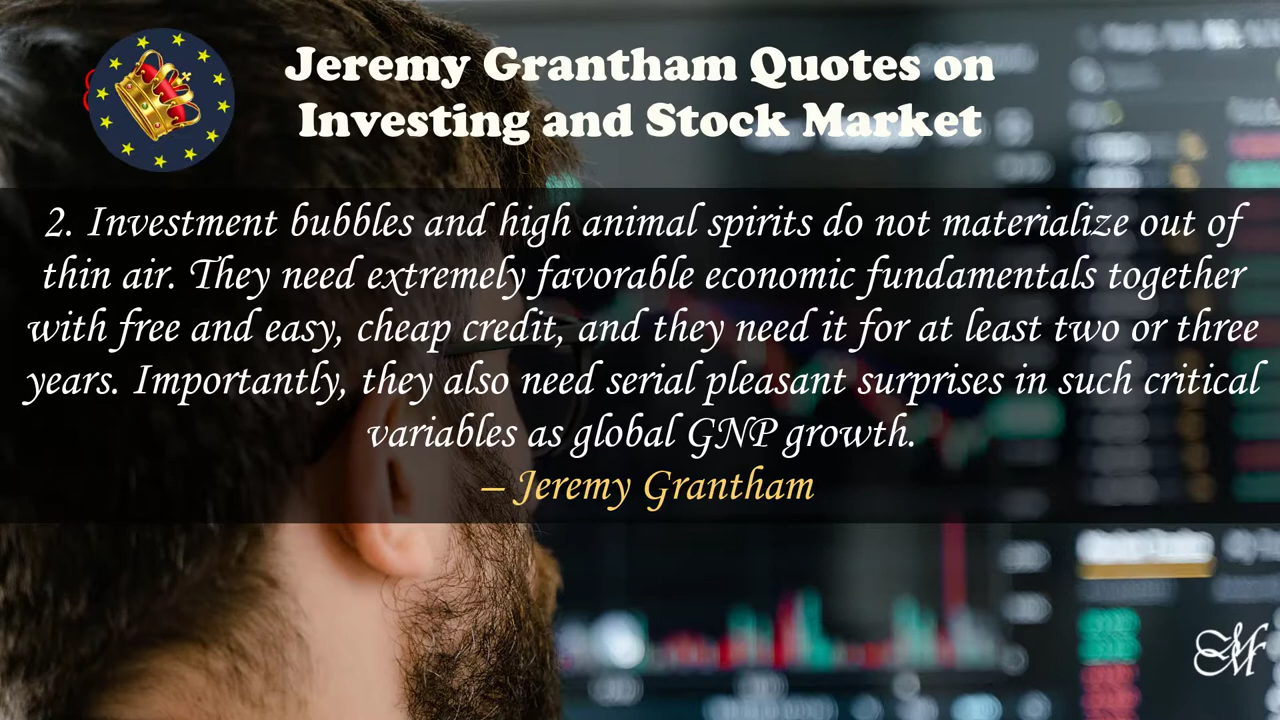 Jeremy Grantham Quotes on
Investing and Stock Market
2. Investment bubbles and high animal spirits do not materialize out of
thin air. They need extremely favorable economic fundamentals together
with free and easy, cheap credit, and they need it for at least two or three
years. Importantly, they also need serial pleasant surprises in such critical
variables as global GNP growth.
– Jeremy Grantham